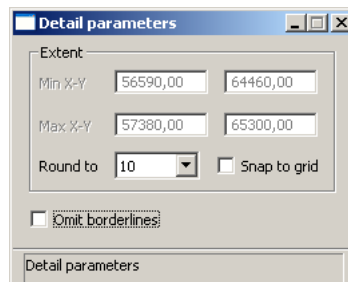 Detail parameters
Extent
Min X-Y 56590,00 64460,00
Max X-Y 57380,00 65300,00
Round to 10 Snap to grid
Omit borderlines
Detail parameters